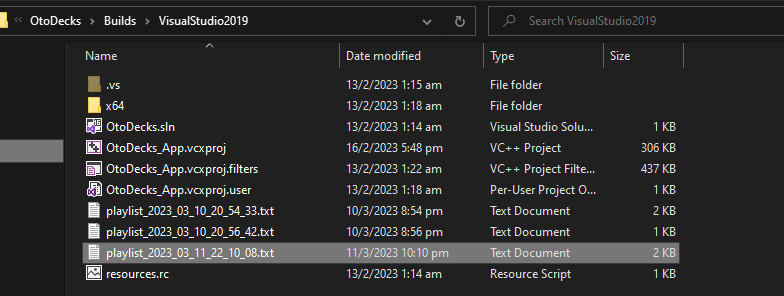 OtoDecks > Builds > VisualStudio2019
Search VisualStudio2019
Name Date modified Type Size
.vs 13/2/2023 1:15 am File folder
x64 13/2/2023 1:18 am File folder
OtoDecks.sln 13/2/2023 1:14 am Visual Studio Solu... 1 KB
OtoDecks_App.vcxproj 16/2/2023 5:48 pm VC++ Project 306 KB
OtoDecks_App.vcxproj.filters 13/2/2023 1:22 am VC++ Project Filte... 437 KB
OtoDecks_App.vcxproj.user 13/2/2023 1:18 am Per-User Project O... 1 KB
playlist_2023_03_10_20_54_33.txt 10/3/2023 8:54 pm Text Document 2 KB
playlist_2023_03_10_20_56_42.txt 10/3/2023 8:56 pm Text Document 1 KB
playlist_2023_03_11_22_10_08.txt 11/3/2023 10:10 pm Text Document 2 KB
resources.rc 13/2/2023 1:14 am Resource Script 1 KB